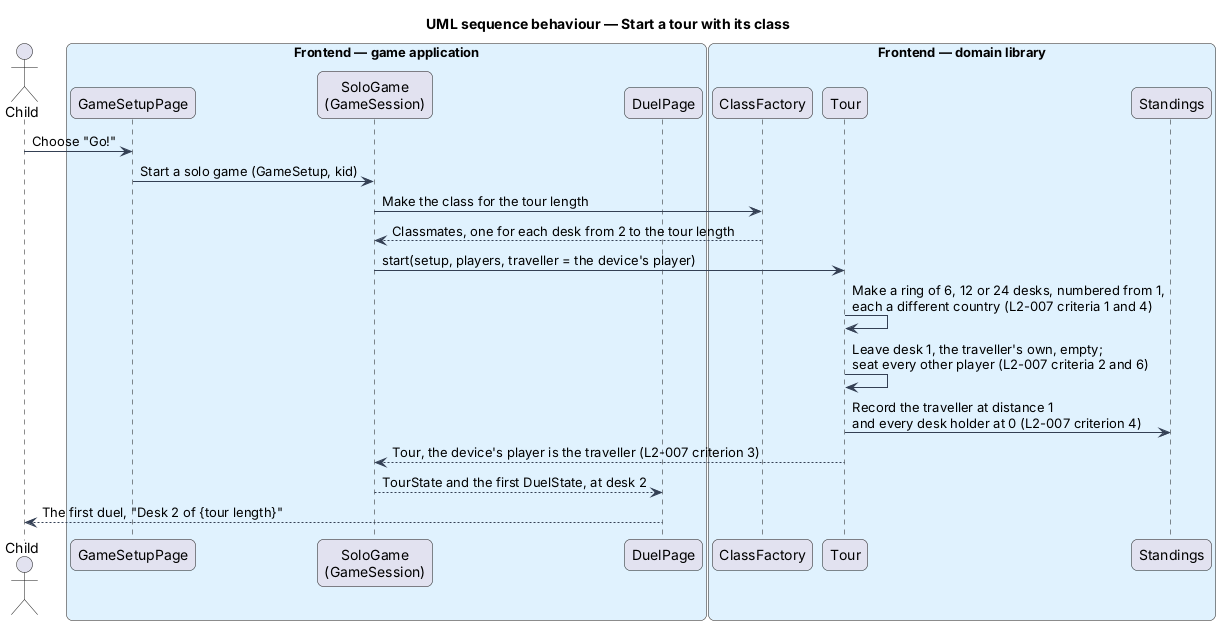 UML sequence behaviour — Start a tour with its class
Frontend — game application
Frontend — domain library
Child
GameSetupPage
SoloGame
(GameSession)
DuelPage
ClassFactory
Tour
Standings
Choose "Go!"
Start a solo game (GameSetup, kid)
Make the class for the tour length
Classmates, one for each desk from 2 to the tour length
start(setup, players, traveller = the device's player)
Make a ring of 6, 12 or 24 desks, numbered from 1,
each a different country (L2-007 criteria 1 and 4)
Leave desk 1, the traveller's own, empty;
seat every other player (L2-007 criteria 2 and 6)
Record the traveller at distance 1
and every desk holder at 0 (L2-007 criterion 4)
Tour, the device's player is the traveller (L2-007 criterion 3)
TourState and the first DuelState, at desk 2
The first duel, "Desk 2 of {tour length}"
Child
GameSetupPage
SoloGame
(GameSession)
DuelPage
ClassFactory
Tour
Standings